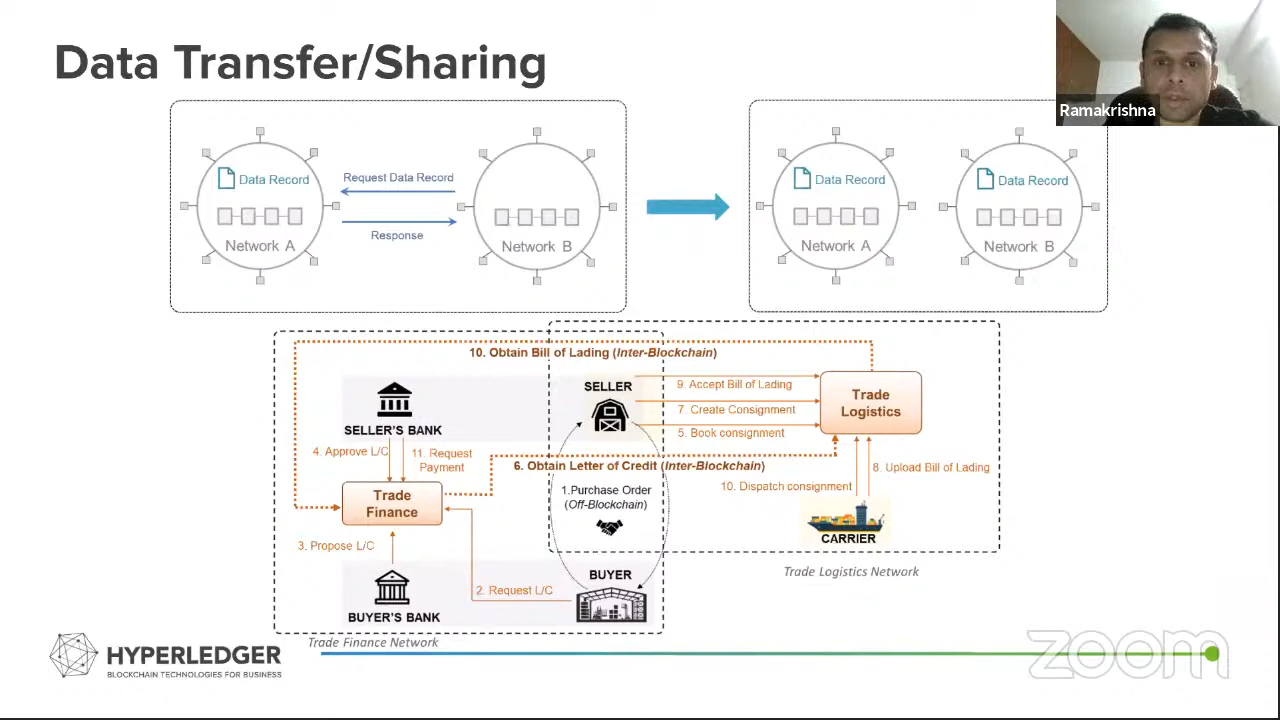 Data Transfer/Sharing
Ramakrishna
Data Record
Network A
Request Data Record
Response
Network B
Data Record
Network A
Data Record
Network B
10. Obtain Bill of Lading (Inter-Blockchain)
SELLER
9. Accept Bill of Lading
7. Create Consignment
5. Book consignment
Trade
Logistics
SELLER'S BANK
4. Approve L/C
11. Request
Payment
6. Obtain Letter of Credit (Inter-Blockchain)
8. Upload Bill of Lading
10. Dispatch consignment
1.Purchase Order
(Off-Blockchain)
Trade
Finance
CARRIER
3. Propose L/C
BUYER
2. Request L/C
BUYER'S BANK
Trade Logistics Network
Trade Finance Network
HYPERLEDGER
BLOCKCHAIN TECHNOLOGIES FOR BUSINESS
zoom